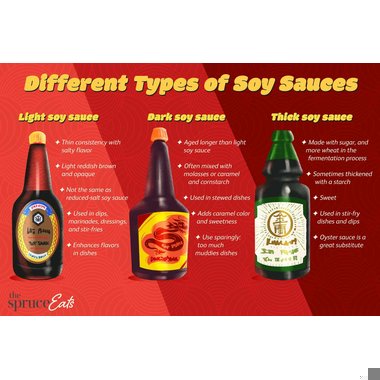 Different Types of Soy Sauces
Light soy sauce
+ Thin consistency with
salty flavor
+ Light reddish brown
and opaque
+ Not the same as
reduced-salt soy sauce
+ Used in dips,
marinades, dressings,
and stir-fries
+ Enhances flavors
in dishes
Dark soy sauce
+ Aged longer than light
soy sauce
+ Often mixed with
molasses or caramel
and cornstarch
+ Used in stewed dishes
+ Adds caramel color
and sweetness
+ Use sparingly:
too much
muddies dishes
Thick soy sauce
+ Made with sugar, and
more wheat in the
fermentation process
+ Sometimes thickened
with a starch
+ Sweet
+ Used in stir-fry
dishes and dips
+ Oyster sauce is a
great substitute
the
spruce Eats